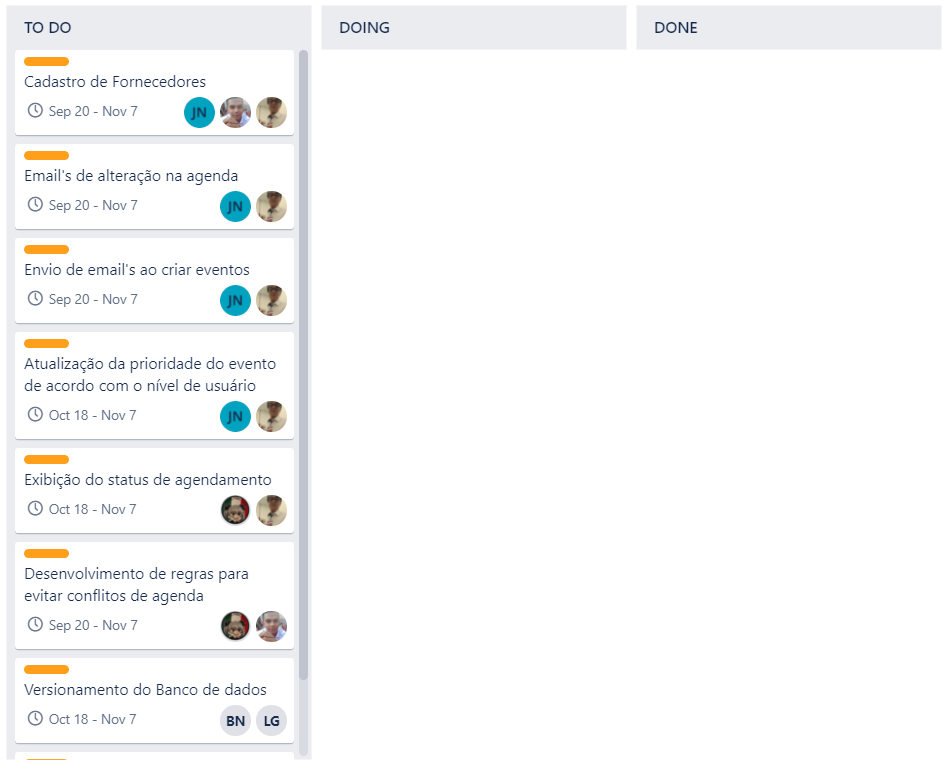 TO DO
DOING
DONE
Cadastro de Fornecedores
Sep 20 - Nov 7
JN
Email's de alteração na agenda
Sep 20 - Nov 7
JN
Envio de email's ao criar eventos
Sep 20 - Nov 7
JN
Atualização da prioridade do evento
de acordo com o nível de usuário
Oct 18 - Nov 7
JN
Exibição do status de agendamento
Oct 18 - Nov 7
Desenvolvimento de regras para
evitar conflitos de agenda
Sep 20 - Nov 7
Versionamento do Banco de dados
Oct 18 - Nov 7
BN
LG